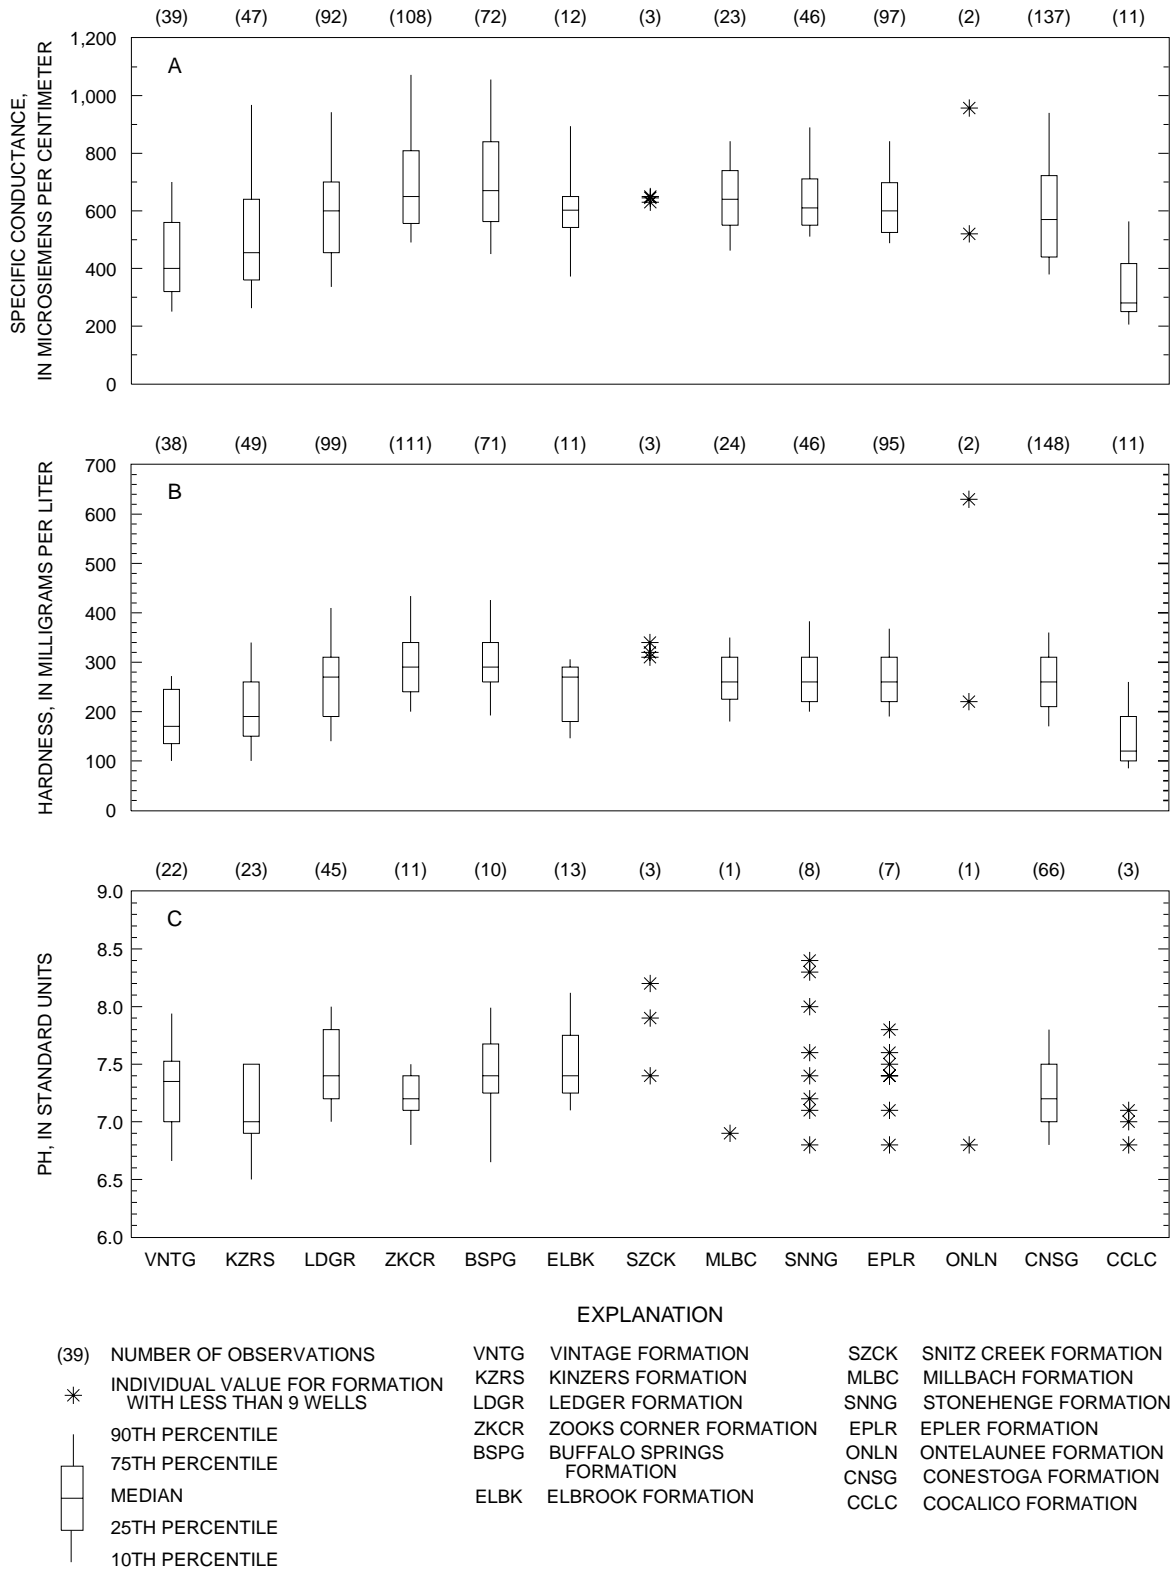 (39) (47) (92) (108) (72) (12) (3) (23) (46) (97) (2) (137) (11)
A
SPECIFIC CONDUCTANCE,
IN MICROSIEMENS PER CENTIMETER
1,200
1,000
800
600
400
200
0
(38) (49) (99) (111) (71) (11) (3) (24) (46) (95) (2) (148) (11)
B
HARDNESS, IN MILLIGRAMS PER LITER
700
600
500
400
300
200
100
0
(22) (23) (45) (11) (10) (13) (3) (1) (8) (7) (1) (66) (3)
C
PH, IN STANDARD UNITS
9.0
8.5
8.0
7.5
7.0
6.5
6.0
VNTG KZRS LDGR ZKCR BSPG ELBK SZCK MLBC SNNG EPLR ONLN CNSG CCLC
EXPLANATION
(39) NUMBER OF OBSERVATIONS
INDIVIDUAL VALUE FOR FORMATION
WITH LESS THAN 9 WELLS
90TH PERCENTILE
75TH PERCENTILE
MEDIAN
25TH PERCENTILE
10TH PERCENTILE
VNTG VINTAGE FORMATION
KZRS KINZERS FORMATION
LDGR LEDGER FORMATION
ZKCR ZOOKS CORNER FORMATION
BSPG BUFFALO SPRINGS
FORMATION
ELBK ELBROOK FORMATION
SZCK SNITZ CREEK FORMATION
MLBC MILLBACH FORMATION
SNNG STONEHENGE FORMATION
EPLR EPLER FORMATION
ONLN ONTELAUNEE FORMATION
CNSG CONESTOGA FORMATION
CCLC COCALICO FORMATION